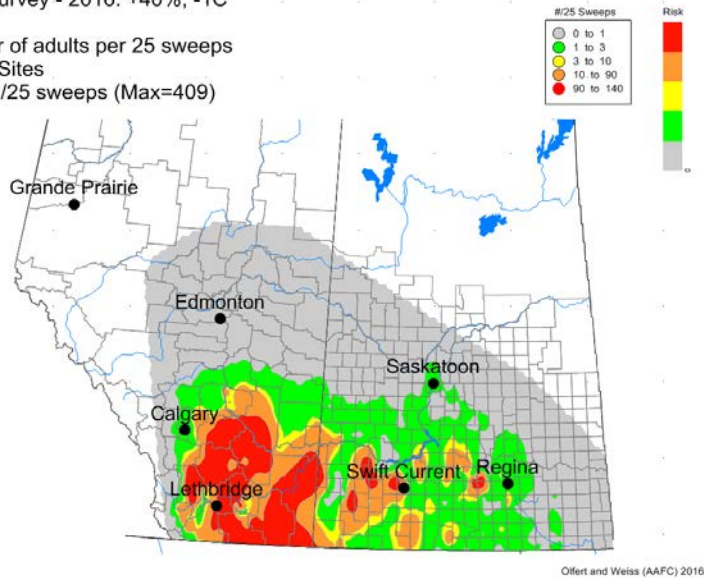 urvey - 2016: +40%, -1C
r of adults per 25 sweeps
Sites
/25 sweeps (Max=409)
#/25 Sweeps
0 to 1
1 to 3
3 to 10
10 to 90
90 to 140
Risk
0
Grande Prairie
Edmonton
Saskatoon
Calgary
Swift Current
Regina
Lethbridge
Olfert and Weiss (AAFC) 2016